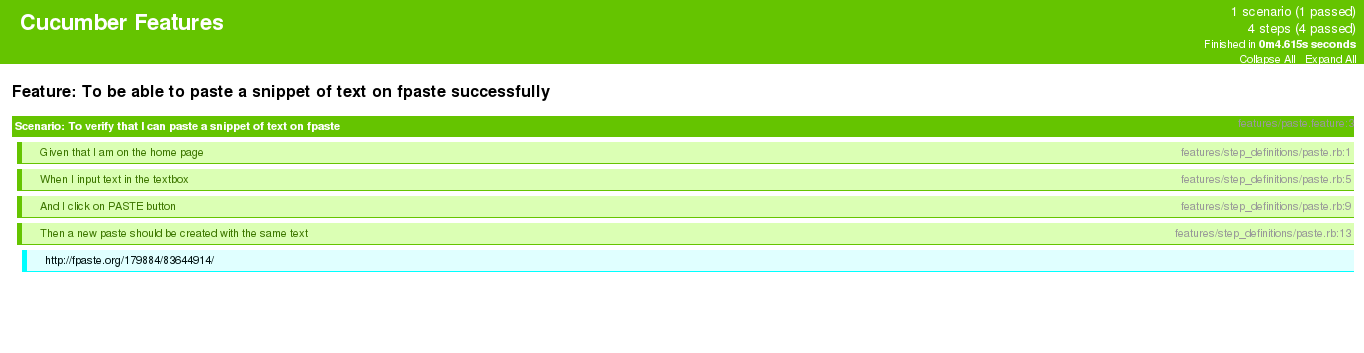 Cucumber Features
1 scenario (1 passed)
4 steps (4 passed)
Finished in 0m4.615s seconds
Collapse All Expand All
Feature: To be able to paste a snippet of text on fpaste successfully
Scenario: To verify that I can paste a snippet of text on fpaste
Given that I am on the home page features/step_definitions/paste.rb:1
When I input text in the textbox features/step_definitions/paste.rb:5
And I click on PASTE button features/step_definitions/paste.rb:9
Then a new paste should be created with the same text features/step_definitions/paste.rb:13
http://fpaste.org/179884/83644914/